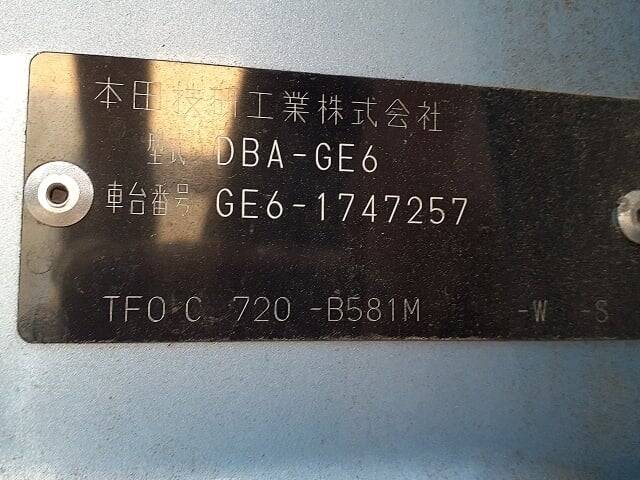 本田技研工業株式会社
型式 DBA-GE6
車台番号 GE6-1747257
TF0 C 720 -B581M -W -S